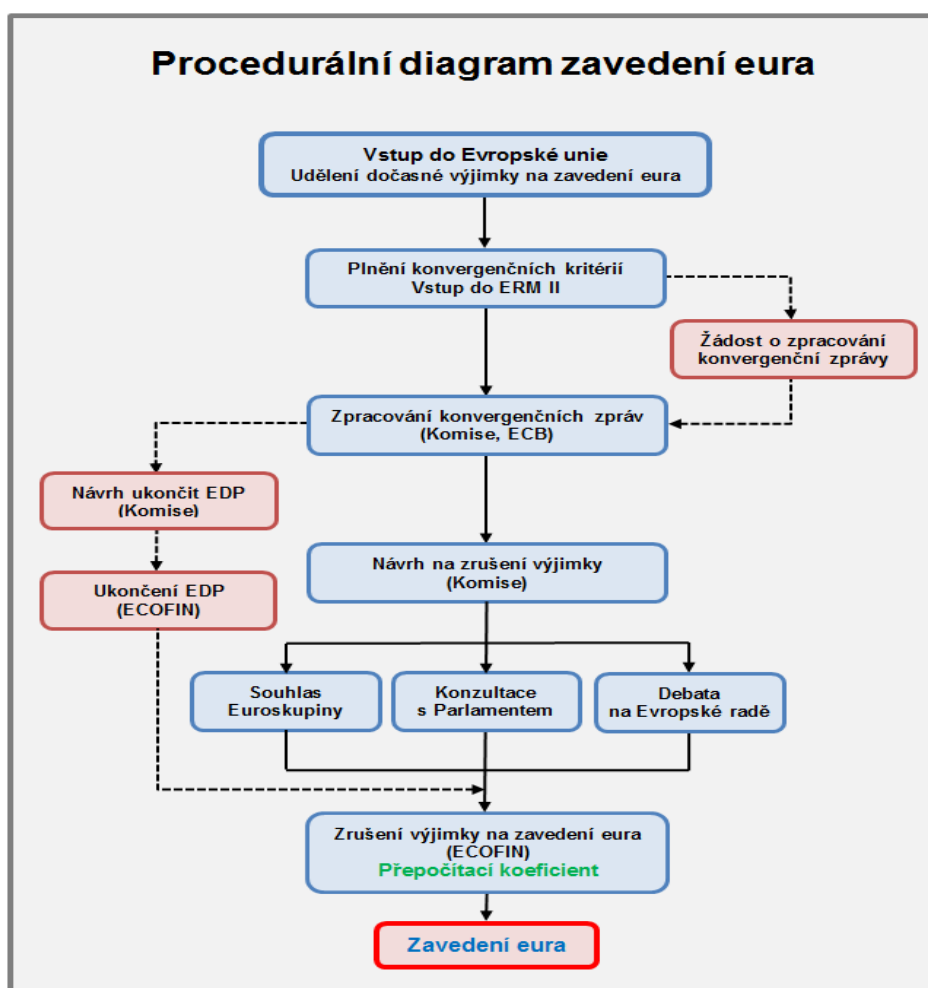 Procedurální diagram zavedení eura
Vstup do Evropské unie
Udělení dočasné výjimky na zavedení eura
Plnění konvergenčních kritérií
Vstup do ERM II
Žádost o zpracování
konvergenční zprávy
Zpracování konvergenčních zpráv
(Komise, ECB)
Návrh ukončit EDP
(Komise)
Návrh na zrušení výjimky
(Komise)
Ukončení EDP
(ECOFIN)
Souhlas
Euroskupiny
Konzultace
s Parlamentem
Debata
na Evropské radě
Zrušení výjimky na zavedení eura
(ECOFIN)
Přepočítací koeficient
Zavedení eura